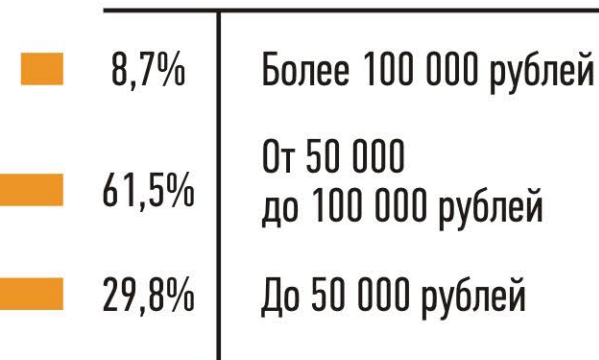 8,7% Более 100 000 рублей
61,5% От 50 000
до 100 000 рублей
29,8% До 50 000 рублей